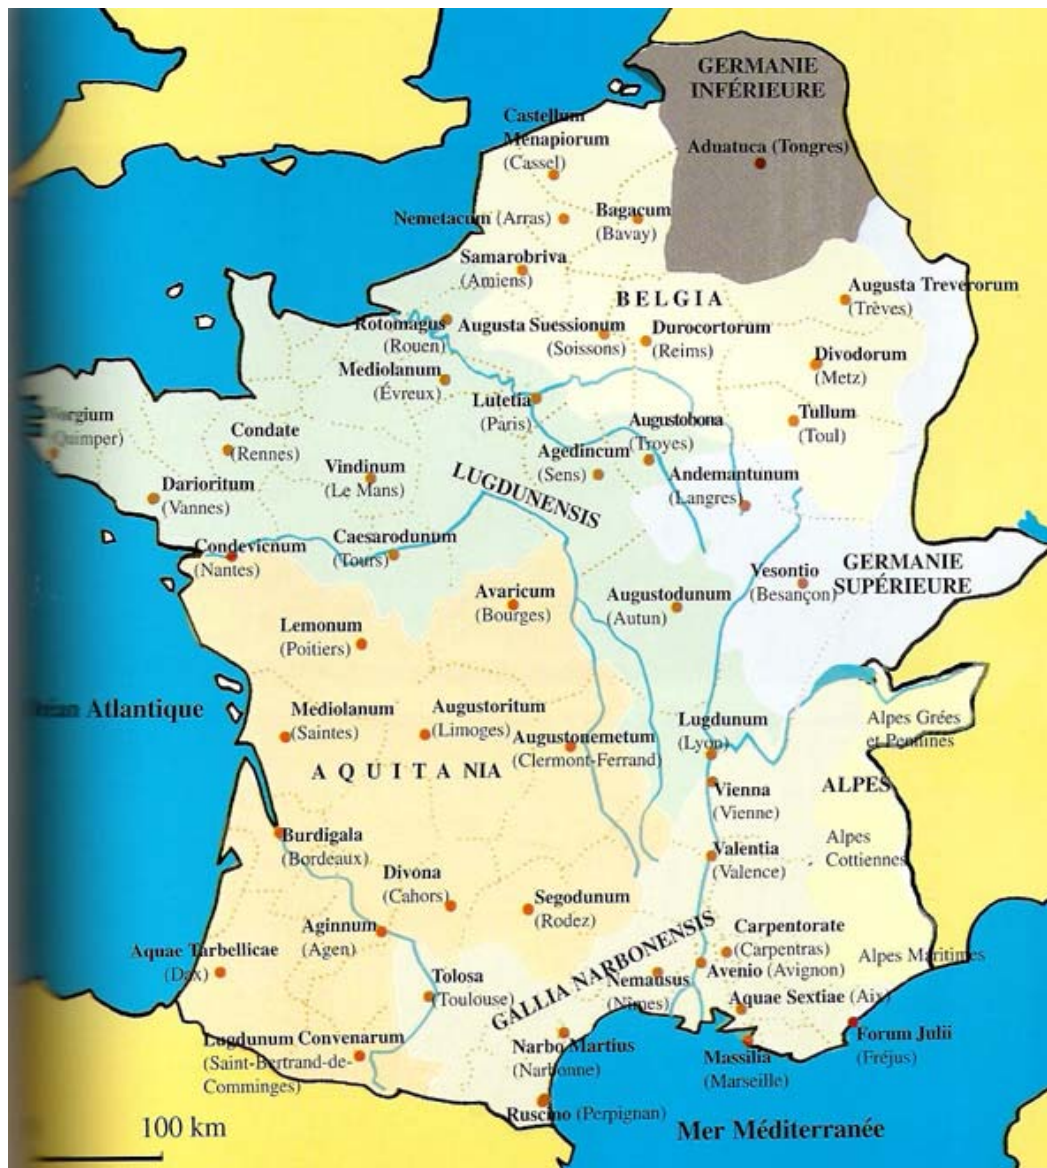 GERMANIE
INFÉRIEURE
Castellum
Menapiorum
(Cassel)
Aduatuca (Tongres)
Nemetacum (Arras)
Bagacum
(Bavay)
Samarobriva
(Amiens)
BELGIA
Augusta Treverorum
(Trèves)
Rotomagus
(Rouen)
Augusta Suessionum
(Soissons)
Durocortorum
(Reims)
Mediolanum
(Évreux)
Divodorum
(Metz)
Lutetia
(Paris)
Augustobona
(Troyes)
Tullum
(Toul)
(Quimper)
Condate
(Rennes)
Agedincum
(Sens)
Vindinum
(Le Mans)
LUGDUNENSIS
Andemantunum
(Langres)
Darioritum
(Vannes)
Condevicnum
(Nantes)
Caesarodunum
(Tours)
GERMANIE
SUPÉRIEURE
Vesontio
(Besançon)
Avaricum
(Bourges)
Augustodunum
(Autun)
Lemonum
(Poitiers)
Atlantique
Mediolanum
(Saintes)
Augustoritum
(Limoges)
Augustonemetum
(Clermont-Ferrand)
Lugdunum
(Lyon)
Alpes Grées
et Pennines
AQUITANIA
ALPES
Vienna
(Vienne)
Burdigala
(Bordeaux)
Valentia
(Valence)
Alpes
Cottiennes
Divona
(Cahors)
Segodunum
(Rodez)
Aginnum
(Agen)
GALLIA NARBONENSIS
Carpentorate
(Carpentras)
Aquae Tarbellicae
(Dax)
Avenio (Avignon)
Alpes Maritimes
Tolosa
(Toulouse)
Nemausus
(Nîmes)
Aquae Sextiae (Aix)
Lugdunum Convenarum
(Saint-Bertrand-de-
Comminges)
Narbo Martius
(Narbonne)
Massilia
(Marseille)
Forum Julii
(Fréjus)
Ruscino (Perpignan)
100 km
Mer Méditerranée